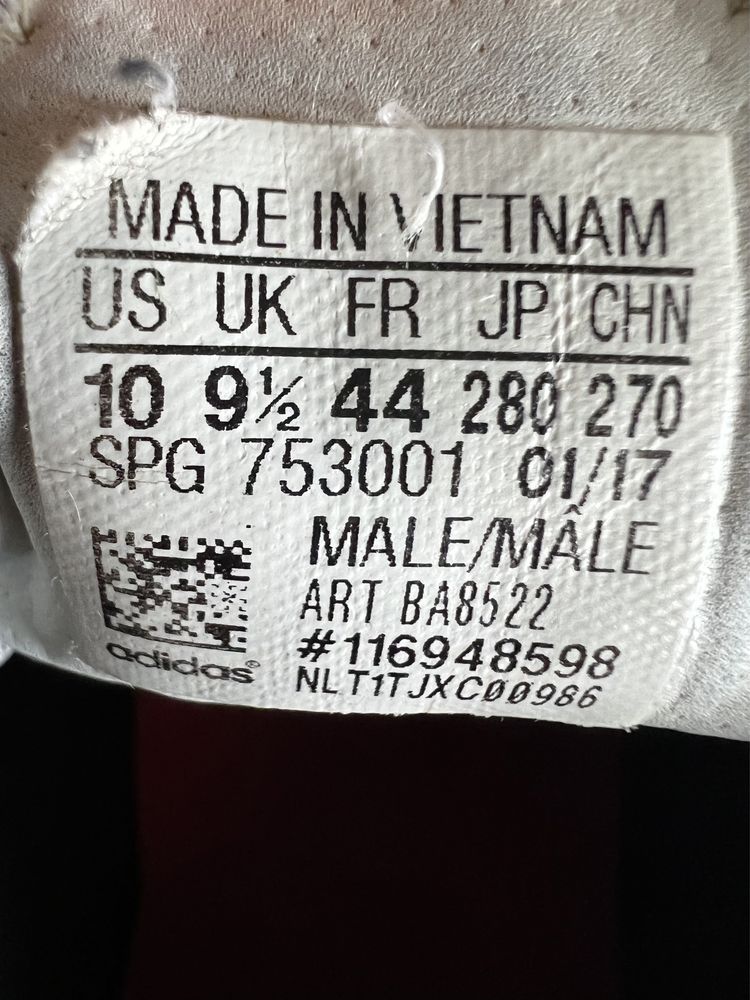 MADE IN VIETNAM
US UK FR JP CHN
10 9½ 44 280 270
SPG 753001 01/17
MALE/MÂLE
ART BA8522
#116948598
NLT1TJXC00986
adidas®